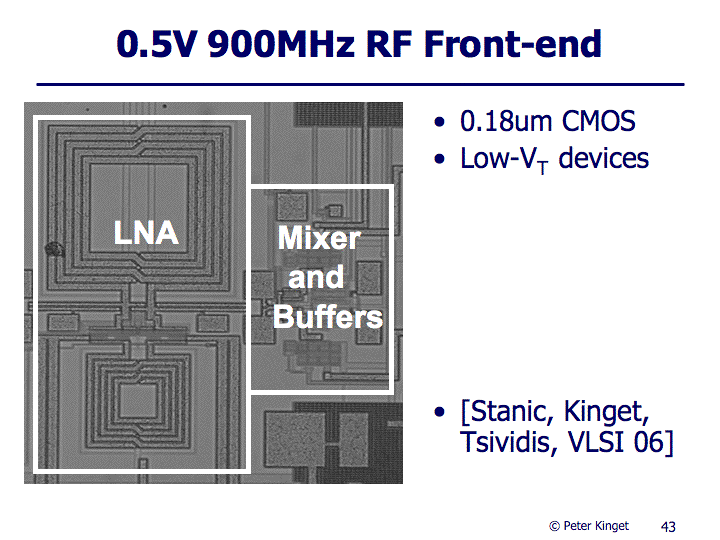 0.5V 900MHz RF Front-end
LNA
Mixer
and
Buffers
• 0.18um CMOS
• Low-VT devices
• [Stanic, Kinget,
Tsividis, VLSI 06]
© Peter Kinget
43